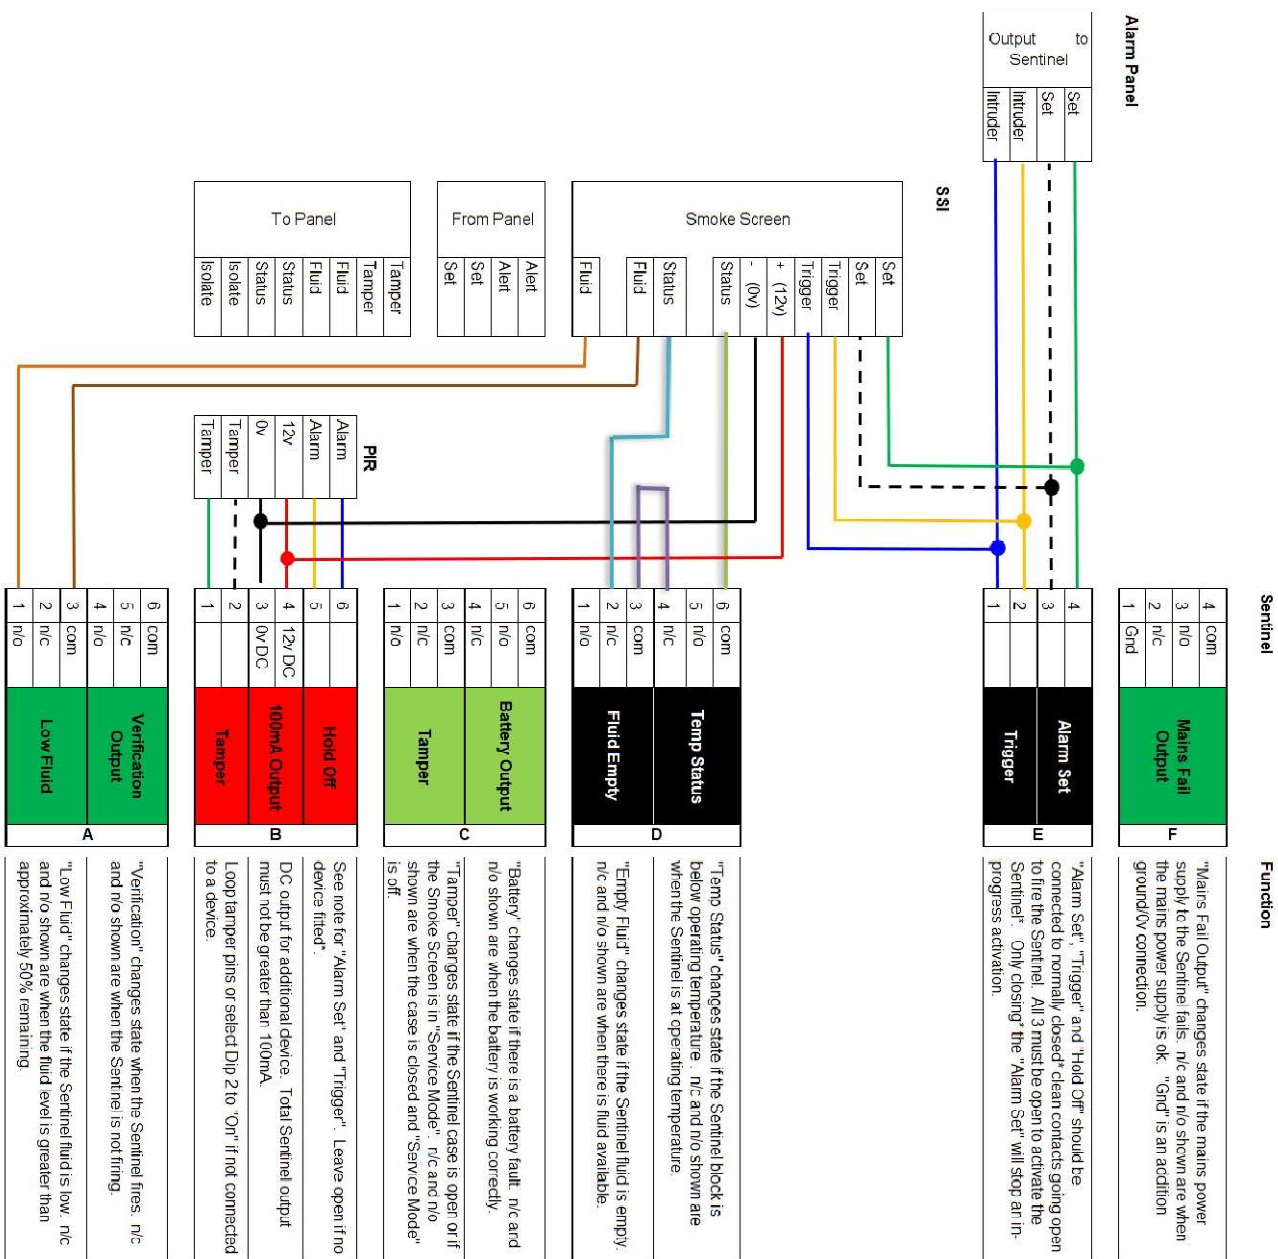 Alarm Panel
Output to
Sentinel
Set
Set
Intruder
Intruder
SSI
Smoke Screen
Set
Set
Trigger
Trigger
+ (12v)
- (0v)
Status
Status
Fluid
Fluid
From Panel
Alert
Alert
Set
Set
To Panel
Tamper
Tamper
Fluid
Fluid
Status
Status
Isolate
Isolate
PIR
Alarm
Alarm
12v
0v
Tamper
Tamper
Sentinel
Function
4 com
3 n/o
2 n/c
1 Gnd
Mains Fail
Output
F
"Mains Fail Output" changes state if the mains power
supply to the Sentinel fails. n/c and n/o shown are when
the mains power supply is ok. "Gnd" is an addition
ground/0v connection.
4
3
2
1
Alarm Set
Trigger
E
"Alarm Set", "Trigger" and "Hold Off" should be
connected to normally closed* clean contacts going open
to fire the Sentinel. All 3 must be open to activate the
Sentinel*. Only closing* the "Alarm Set" will stop an in-
progress activation.
6 com
5 n/o
4 n/c
3 com
2 n/c
1 n/o
Temp Status
Fluid Empty
D
"Temp Status" changes state if the Sentinel block is
below operating temperature. n/c and n/o shown are
when the Sentinel is at operating temperature.
"Empty Fluid" changes state if the Sentinel fluid is empty.
n/c and n/o shown are when there is fluid available.
6 com
5 n/o
4 n/c
3 com
2 n/c
1 n/o
Battery Output
Tamper
C
"Battery' changes state if there is a battery fault. n/c and
n/o shown are when the battery is working correctly.
"Tamper" changes state if the Sentinel case is open or if
the Smoke Screen is in "Service Mode". n/c and n/o
shown are when the case is closed and "Servce Mode"
is off.
6
5
4 12v DC
3 0v DC
2
1
Hold Off
100mA Output
Tamper
B
See note for "Alarm Set" and "Trigger". Leave open if no
device fitted*.
DC output for additional device. Total Sentinel output
must not be greater than 100mA.
Loop tamper pins or select Dip 2 to "On" if not connected
to a device.
6 com
5 n/c
4 n/o
3 com
2 n/c
1 n/o
Verification
Output
Low Fluid
A
"Verification" changes state when the Sentinel fires. n/c
and n/o shown are when the Sentinel is not firing.
"Low Fluid" changes state if the Sentinel fluid is low. n/c
and n/o shown are when the fluid level is greater than
approximately 50% remaining.